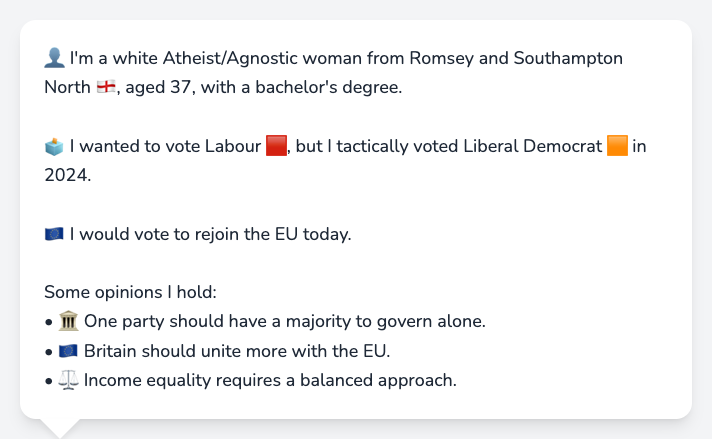 👤 I'm a white Atheist/Agnostic woman from Romsey and Southampton
North 🏴󠁧󠁢󠁥󠁮󠁧󠁿, aged 37, with a bachelor's degree.
🗳️ I wanted to vote Labour 🟥, but I tactically voted Liberal Democrat 🟧 in
2024.
🇪🇺 I would vote to rejoin the EU today.
Some opinions I hold:
• 🏛️ One party should have a majority to govern alone.
• 🇪🇺 Britain should unite more with the EU.
• ⚖️ Income equality requires a balanced approach.